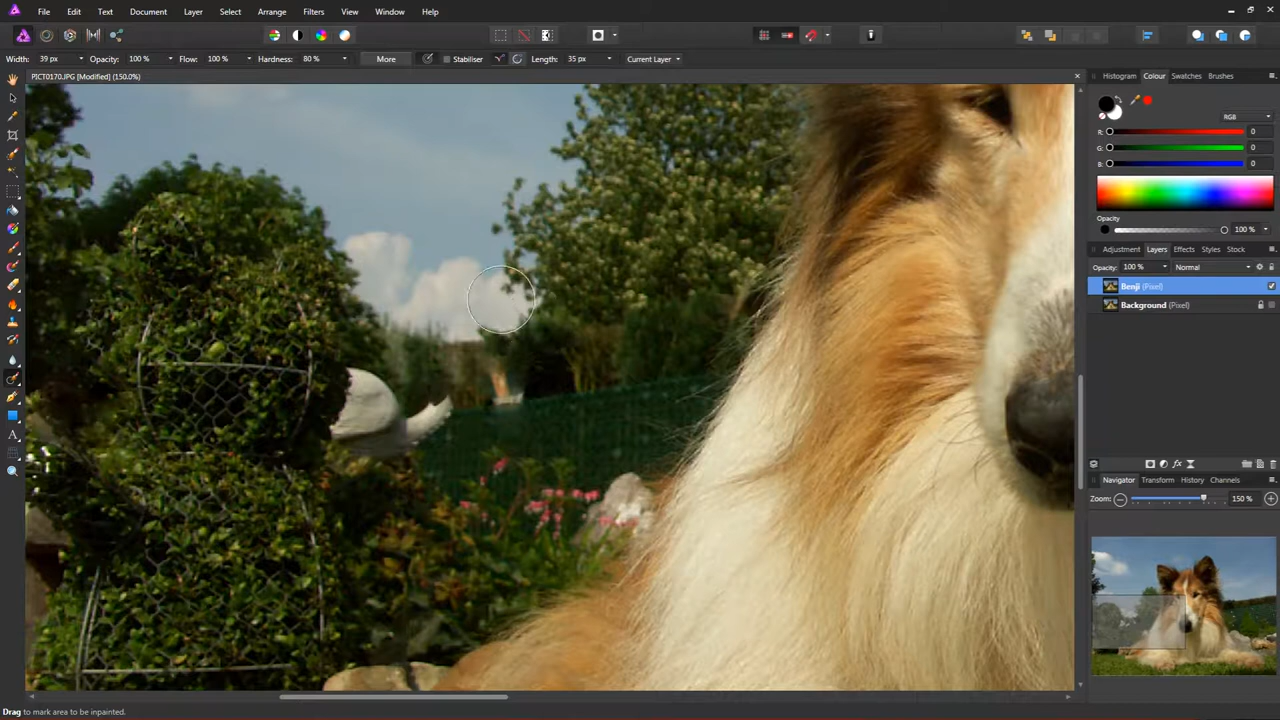 File Edit Text Document Layer Select Arrange Filters View Window Help
Width: 39 px Opacity: 100 % Flow: 100 % Hardness: 80 % More Stabiliser Length: 35 px Current Layer
PICT0170.JPG [Modified] (150.0%)
Histogram Colour Swatches Brushes
RGB
R: 0
G: 0
B: 0
Opacity
100 %
Adjustment Layers Effects Styles Stock
Opacity: 100 % Normal
Benji (Pixel)
Background (Pixel)
Navigator Transform History Channels
Zoom: 150 %
Drag to mark area to be inpainted.